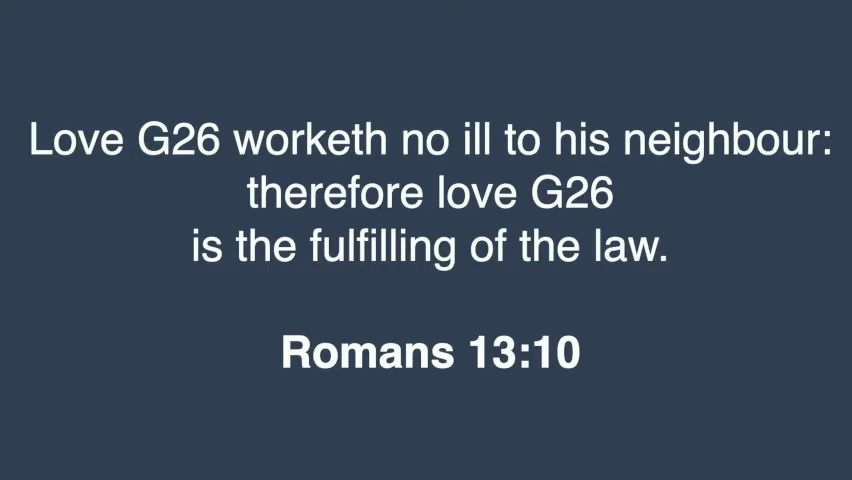 Love G26 worketh no ill to his neighbour:
therefore love G26
is the fulfilling of the law.
Romans 13:10